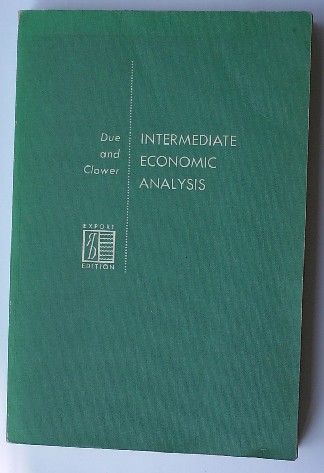 Due
and
Clower
INTERMEDIATE
ECONOMIC
ANALYSIS
EXPORT
EDITION